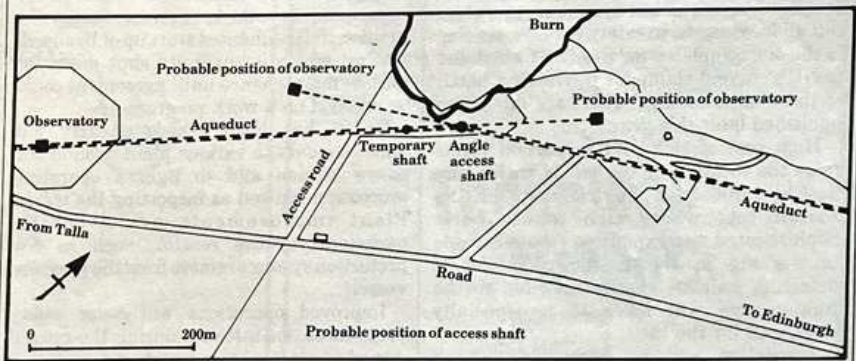 Burn
Probable position of observatory
Probable position of observatory
Observatory
Aqueduct
Temporary
shaft
Angle
access
shaft
Access road
Aqueduct
From Talla
Road
To Edinburgh
0
200m
Probable position of access shaft